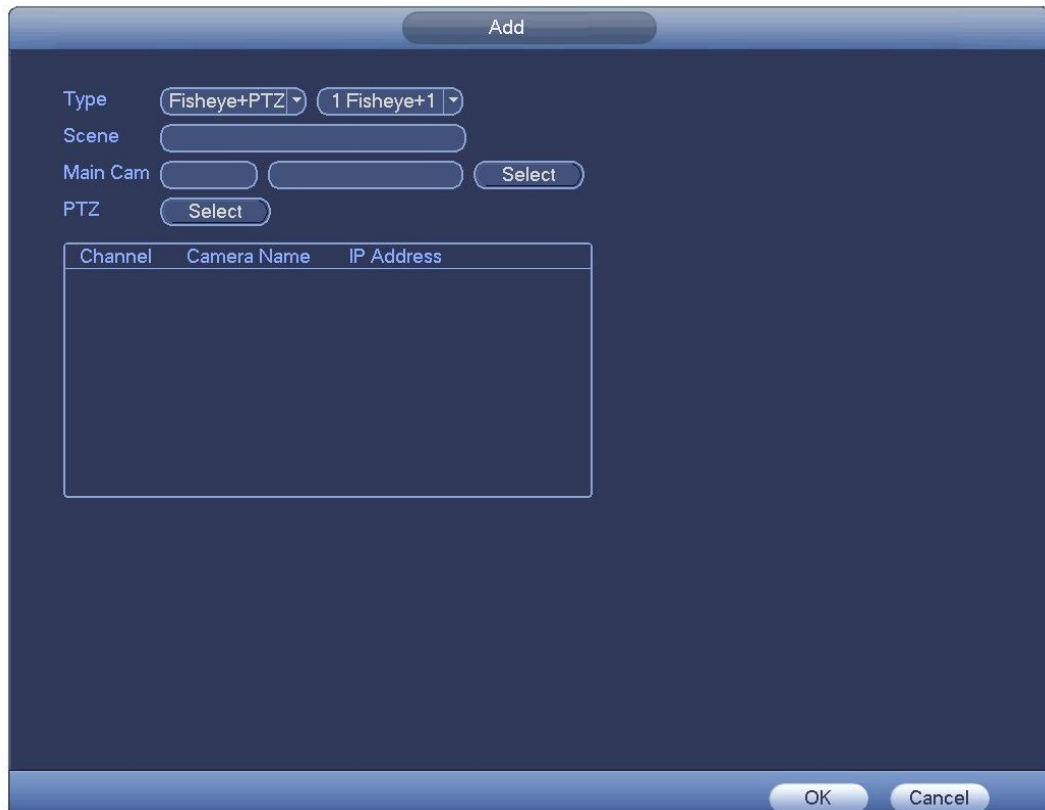 Add
Type Fisheye+PTZ 1 Fisheye+1
Scene
Main Cam Select
PTZ Select
Channel Camera Name IP Address
OK Cancel